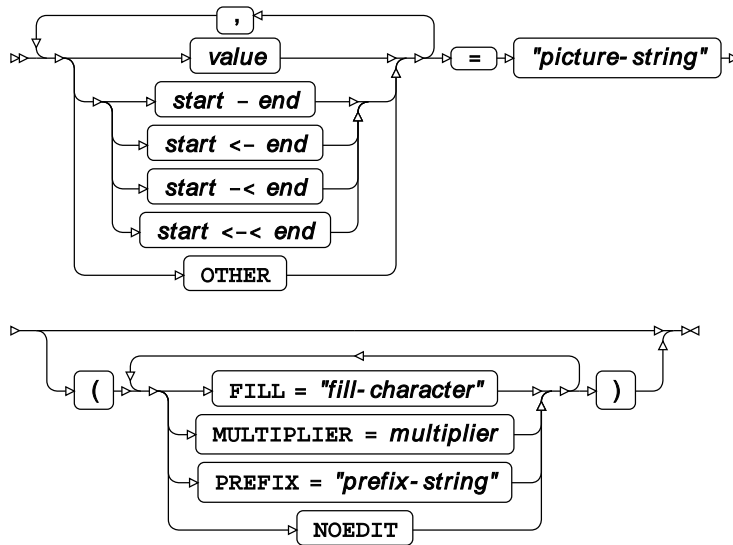 ,
value = "picture-string"
start - end
start <- end
start -< end
start <-< end
OTHER
( FILL = "fill-character" )
MULTIPLIER = multiplier
PREFIX = "prefix-string"
NOEDIT